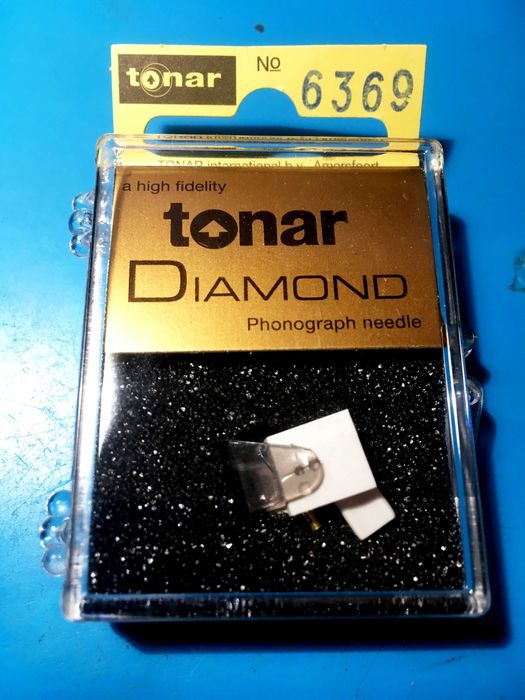 tonar
No
6369
TONAR international b.v. Amersfoort
a high fidelity
tonar
DIAMOND
Phonograph needle